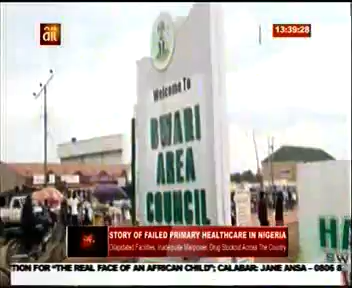 AIT
13:39:28
Welcome To
BWARI
AREA
COUNCIL
STORY OF FAILED PRIMARY HEALTHCARE IN NIGERIA
Dilapidated Facilities, Inadequate Manpower, Drug Stockout Across The Country
HA
TION FOR "THE REAL FACE OF AN AFRICAN CHILD"; CALABAR: JANE ANSA – 0806 8